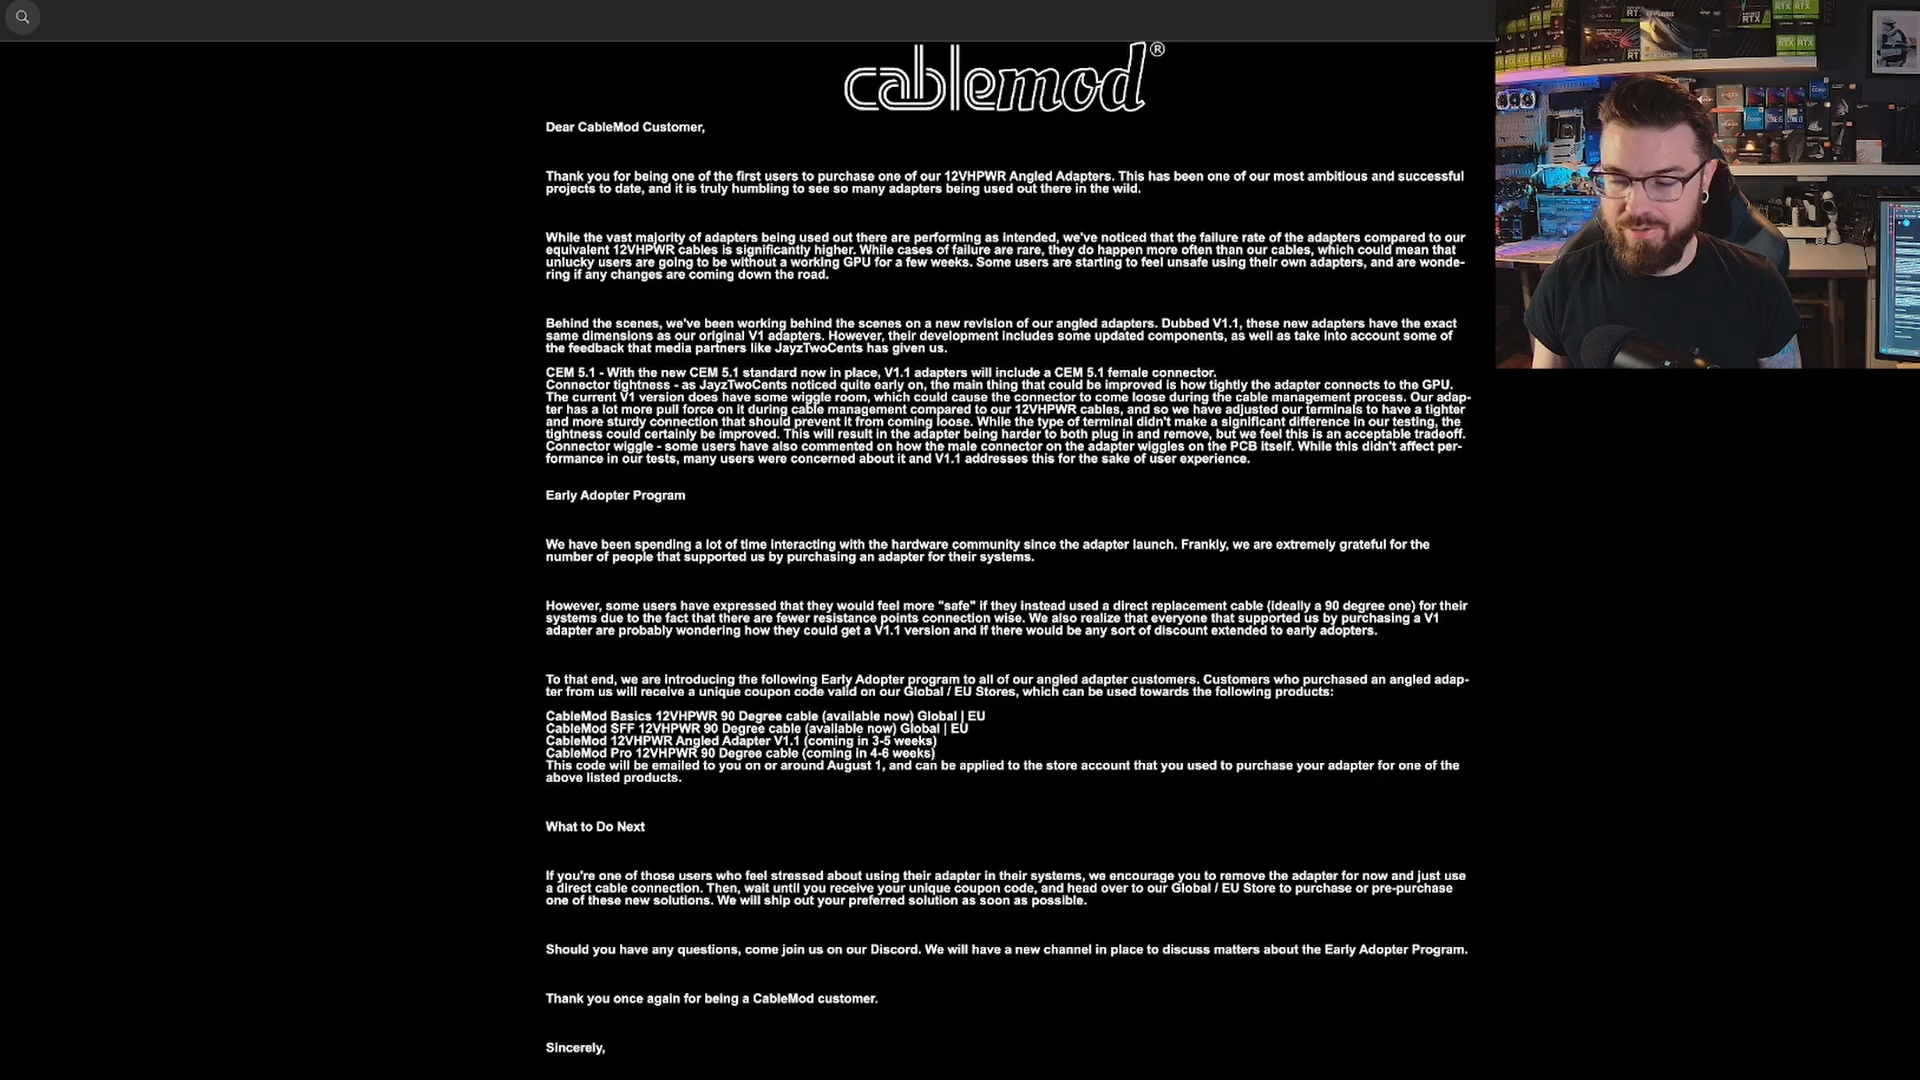 cablemod®
Dear CableMod Customer,
Thank you for being one of the first users to purchase one of our 12VHPWR Angled Adapters. This has been one of our most ambitious and successful
projects to date, and it is truly humbling to see so many adapters being used out there in the wild.
While the vast majority of adapters being used out there are performing as intended, we've noticed that the failure rate of the adapters compared to our
equivalent 12VHPWR cables is significantly higher. While cases of failure are rare, they do happen more often than our cables, which could mean that
unlucky users are going to be without a working GPU for a few weeks. Some users are starting to feel unsafe using their own adapters, and are wonde-
ring if any changes are coming down the road.
Behind the scenes, we've been working behind the scenes on a new revision of our angled adapters. Dubbed V1.1, these new adapters have the exact
same dimensions as our original V1 adapters. However, their development includes some updated components, as well as take into account some of
the feedback that media partners like JayzTwoCents has given us.
CEM 5.1 - With the new CEM 5.1 standard now in place, V1.1 adapters will include a CEM 5.1 female connector.
Connector tightness - as JayzTwoCents noticed quite early on, the main thing that could be improved is how tightly the adapter connects to the GPU.
The current V1 version does have some wiggle room, which could cause the connector to come loose during the cable management process. Our adap-
ter has a lot more pull force on it during cable management compared to our 12VHPWR cables, and so we have adjusted our terminals to have a tighter
and more sturdy connection that should prevent it from coming loose. While the type of terminal didn't make a significant difference in our testing, the
tightness could certainly be improved. This will result in the adapter being harder to both plug in and remove, but we feel this is an acceptable tradeoff.
Connector wiggle - some users have also commented on how the male connector on the adapter wiggles on the PCB itself. While this didn't affect per-
formance in our tests, many users were concerned about it and V1.1 addresses this for the sake of user experience.
Early Adopter Program
We have been spending a lot of time interacting with the hardware community since the adapter launch. Frankly, we are extremely grateful for the
number of people that supported us by purchasing an adapter for their systems.
However, some users have expressed that they would feel more "safe" if they instead used a direct replacement cable (ideally a 90 degree one) for their
systems due to the fact that there are fewer resistance points connection wise. We also realize that everyone that supported us by purchasing a V1
adapter are probably wondering how they could get a V1.1 version and if there would be any sort of discount extended to early adopters.
To that end, we are introducing the following Early Adopter program to all of our angled adapter customers. Customers who purchased an angled adap-
ter from us will receive a unique coupon code valid on our Global / EU Stores, which can be used towards the following products:
CableMod Basics 12VHPWR 90 Degree cable (available now) Global | EU
CableMod SFF 12VHPWR 90 Degree cable (available now) Global | EU
CableMod 12VHPWR Angled Adapter V1.1 (coming in 3-5 weeks)
CableMod Pro 12VHPWR 90 Degree cable (coming in 4-6 weeks)
This code will be emailed to you on or around August 1, and can be applied to the store account that you used to purchase your adapter for one of the
above listed products.
What to Do Next
If you're one of those users who feel stressed about using their adapter in their systems, we encourage you to remove the adapter for now and just use
a direct cable connection. Then, wait until you receive your unique coupon code, and head over to our Global / EU Store to purchase or pre-purchase
one of these new solutions. We will ship out your preferred solution as soon as possible.
Should you have any questions, come join us on our Discord. We will have a new channel in place to discuss matters about the Early Adopter Program.
Thank you once again for being a CableMod customer.
Sincerely,
RTX
RTX
RTX
RTX